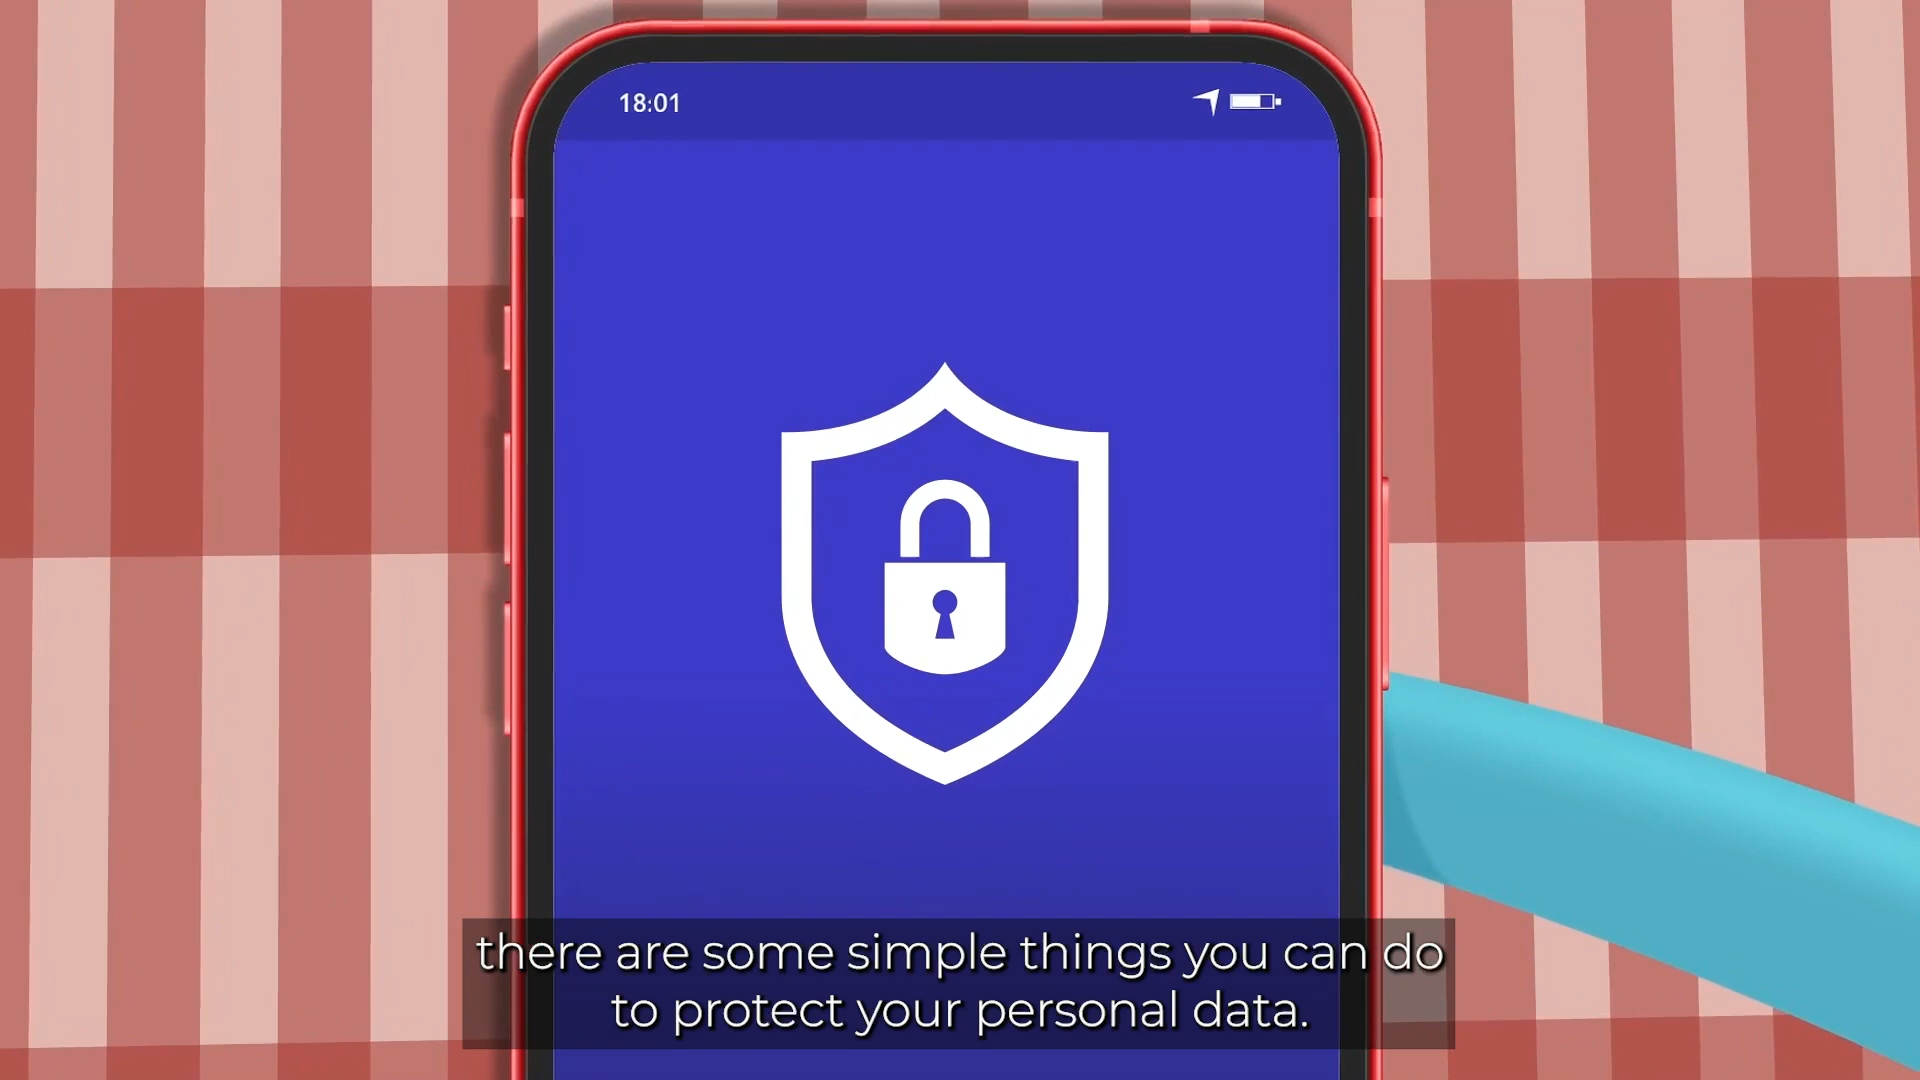 18:01
there are some simple things you can do
to protect your personal data.